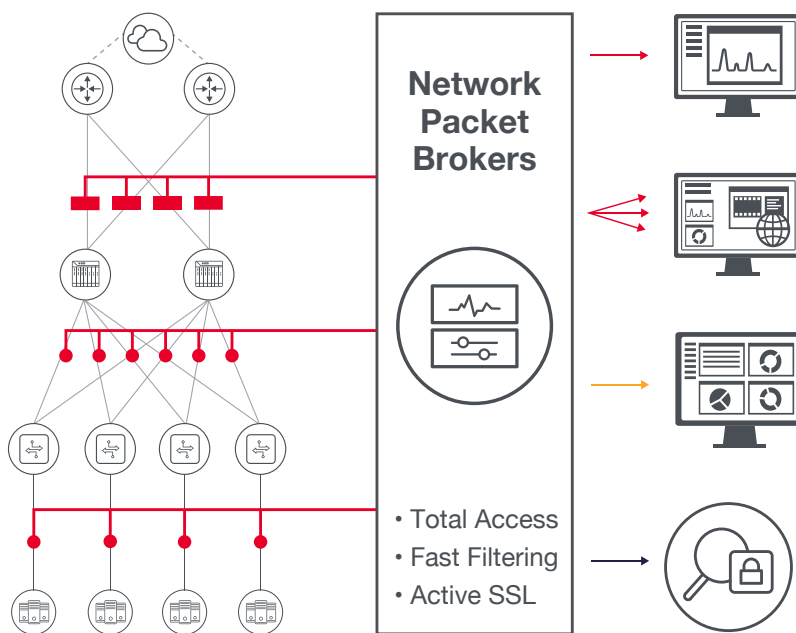 Network
Packet
Brokers
• Total Access
• Fast Filtering
• Active SSL